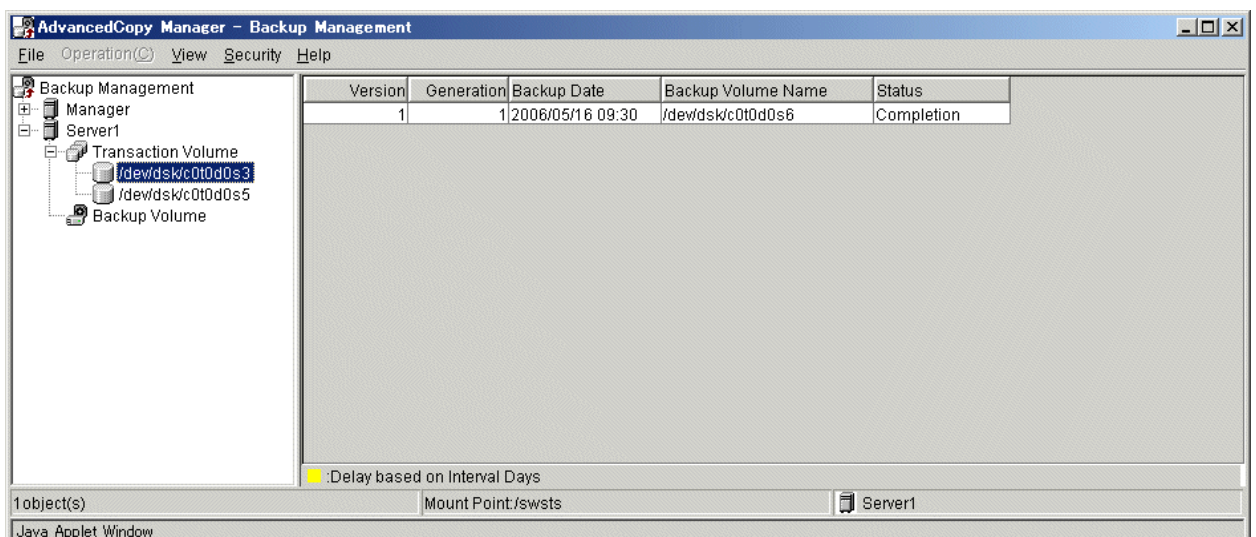 AdvancedCopy Manager - Backup Management
File Operation(C) View Security Help
Backup Management
Manager
Server1
Transaction Volume
/dev/dsk/c0t0d0s3
/dev/dsk/c0t0d0s5
Backup Volume
Version Generation Backup Date Backup Volume Name Status
1 1 2006/05/16 09:30 /dev/dsk/c0t0d0s6 Completion
:Delay based on Interval Days
1object(s) Mount Point:/swsts Server1
Java Applet Window